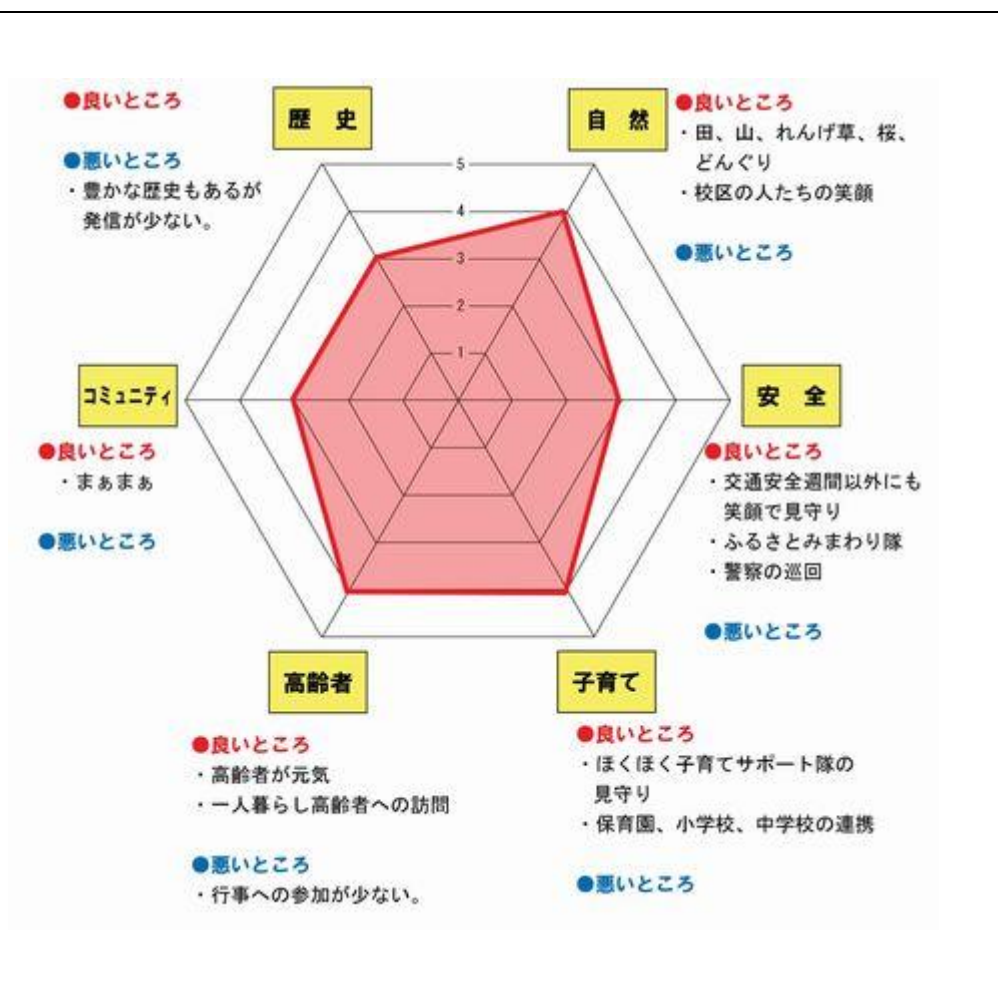 歴　史
●良いところ
●悪いところ
・豊かな歴史もあるが
発信が少ない。
自　然
●良いところ
・田、山、れんげ草、桜、
どんぐり
・校区の人たちの笑顔
●悪いところ
5
4
3
2
1
コミュニティ
●良いところ
・まぁまぁ
●悪いところ
安　全
●良いところ
・交通安全週間以外にも
笑顔で見守り
・ふるさとみまわり隊
・警察の巡回
●悪いところ
高齢者
●良いところ
・高齢者が元気
・一人暮らし高齢者への訪問
●悪いところ
・行事への参加が少ない。
子育て
●良いところ
・ほくほく子育てサポート隊の
見守り
・保育園、小学校、中学校の連携
●悪いところ